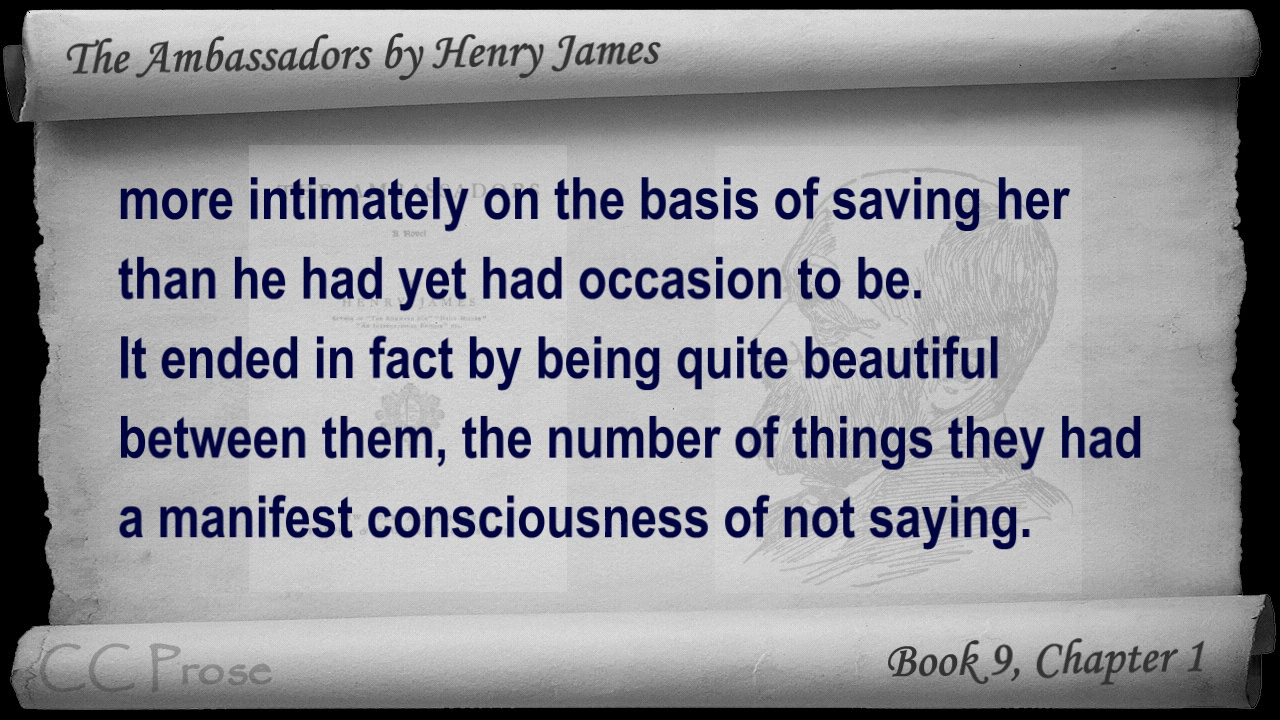 The Ambassadors by Henry James
more intimately on the basis of saving her
than he had yet had occasion to be.
It ended in fact by being quite beautiful
between them, the number of things they had
a manifest consciousness of not saying.
CC Prose
Book 9, Chapter 1